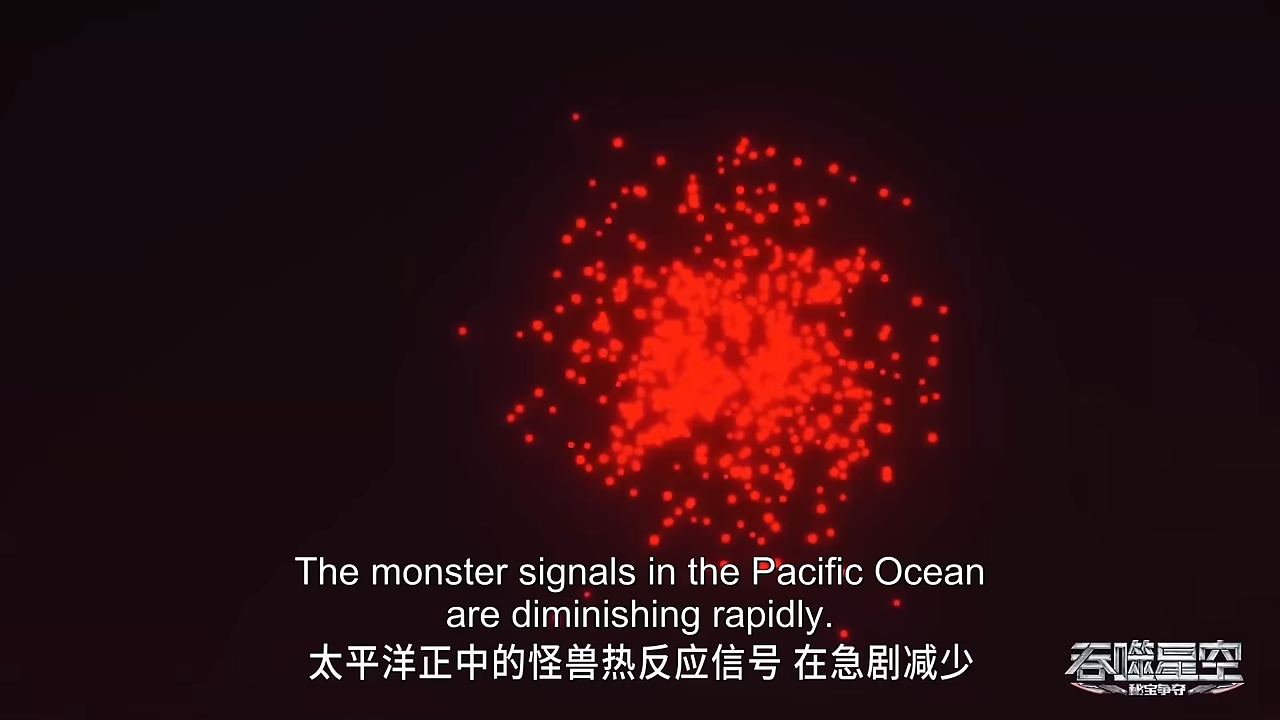 The monster signals in the Pacific Ocean
are diminishing rapidly.
太平洋正中的怪兽热反应信号 在急剧减少
吞噬星空
秘宝争夺